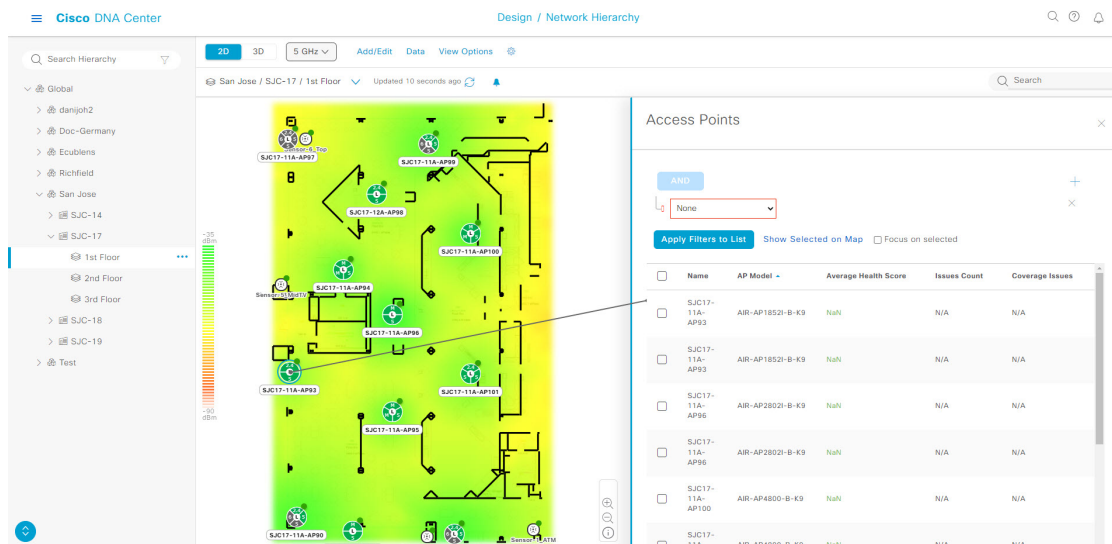 Cisco DNA Center
Design / Network Hierarchy
Search Hierarchy
Global
danijoh2
Doc-Germany
Ecublens
Richfield
San Jose
SJC-14
SJC-17
1st Floor
2nd Floor
3rd Floor
SJC-18
SJC-19
Test
2D 3D 5 GHz Add/Edit Data View Options
San Jose / SJC-17 / 1st Floor Updated 10 seconds ago
Search
-35
dBm
-90
dBm
Sensor-6_Top
SJC17-11A-AP97
SJC17-11A-AP99
SJC17-12A-AP98
SJC17-11A-AP100
SJC17-11A-AP94
SJC17-11A-AP96
SJC17-11A-AP93
SJC17-11A-AP101
SJC17-11A-AP95
SJC17-11A-AP90
Access Points
AND
None
Apply Filters to List Show Selected on Map Focus on selected
Name AP Model Average Health Score Issues Count Coverage Issues
SJC17-
11A-
AP93
AIR-AP1852I-B-K9 NaN N/A N/A
SJC17-
11A-
AP93
AIR-AP1852I-B-K9 NaN N/A N/A
SJC17-
11A-
AP96
AIR-AP2802I-B-K9 NaN N/A N/A
SJC17-
11A-
AP96
AIR-AP2802I-B-K9 NaN N/A N/A
SJC17-
11A-
AP100
AIR-AP4800-B-K9 NaN N/A N/A
SJC17-